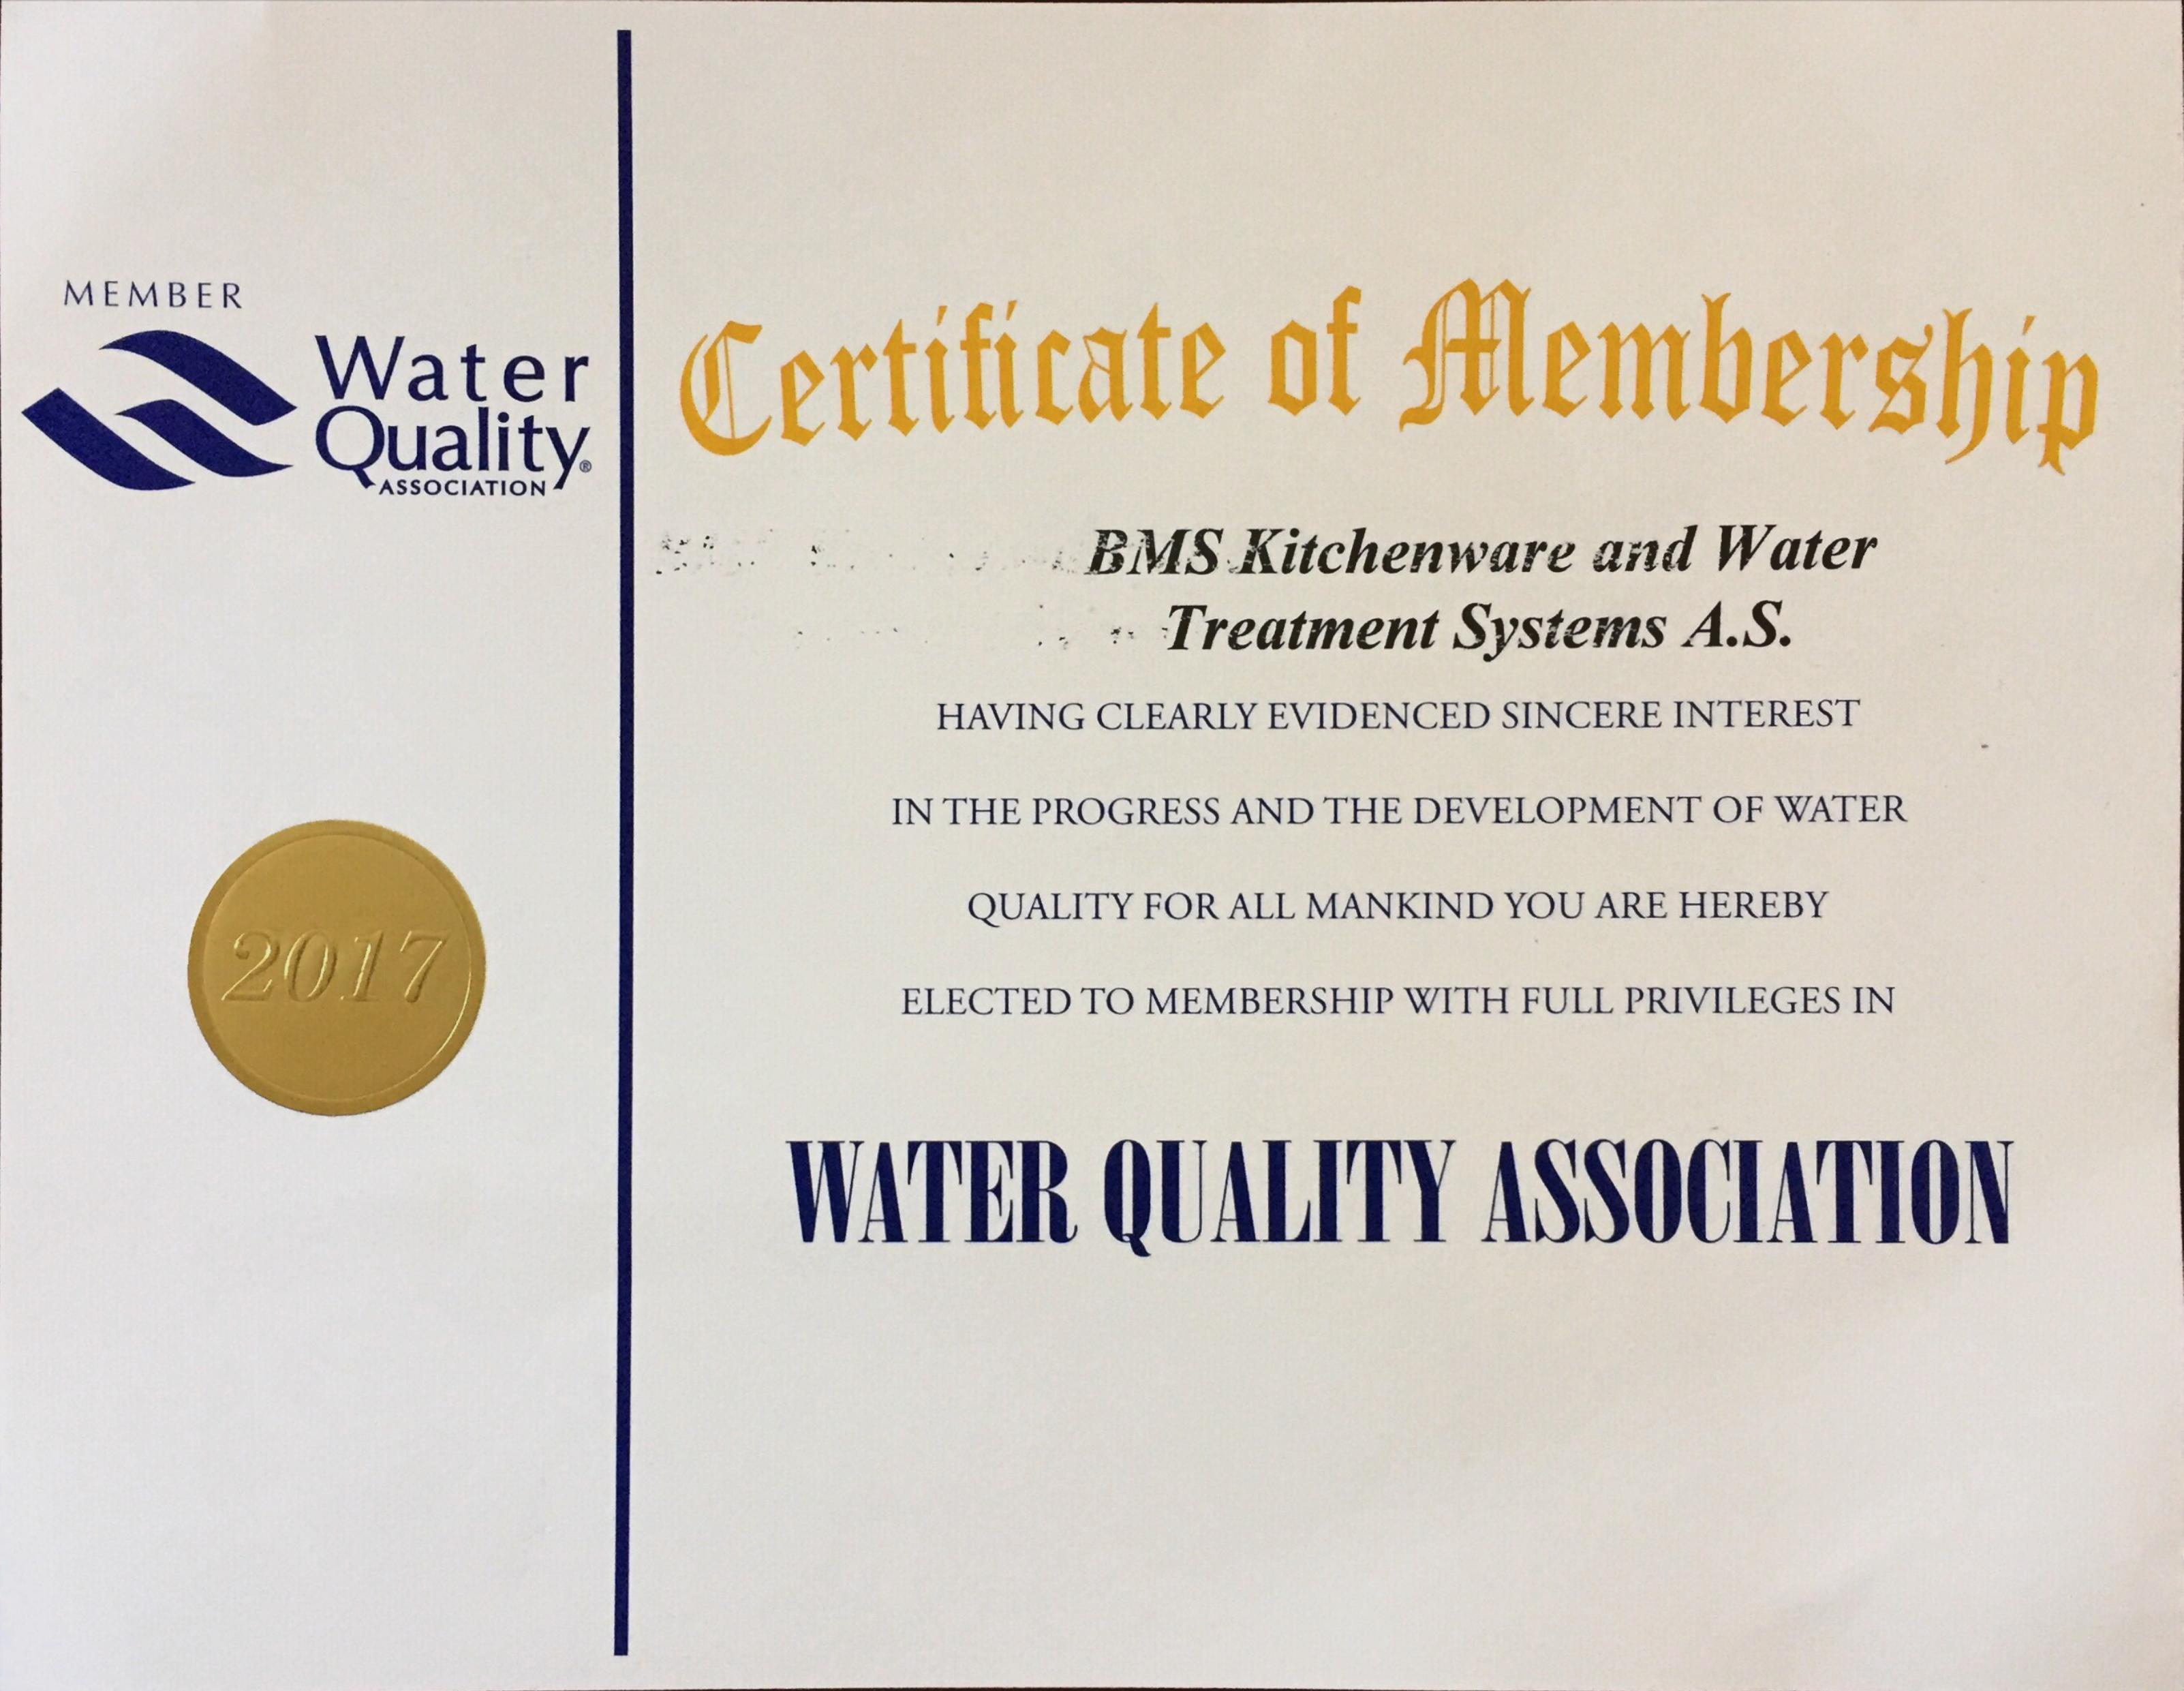 MEMBER
Water
Quality®
ASSOCIATION
2017
Certificate of Membership
BMS Kitchenware and Water
Treatment Systems A.S.
HAVING CLEARLY EVIDENCED SINCERE INTEREST
IN THE PROGRESS AND THE DEVELOPMENT OF WATER
QUALITY FOR ALL MANKIND YOU ARE HEREBY
ELECTED TO MEMBERSHIP WITH FULL PRIVILEGES IN
WATER QUALITY ASSOCIATION